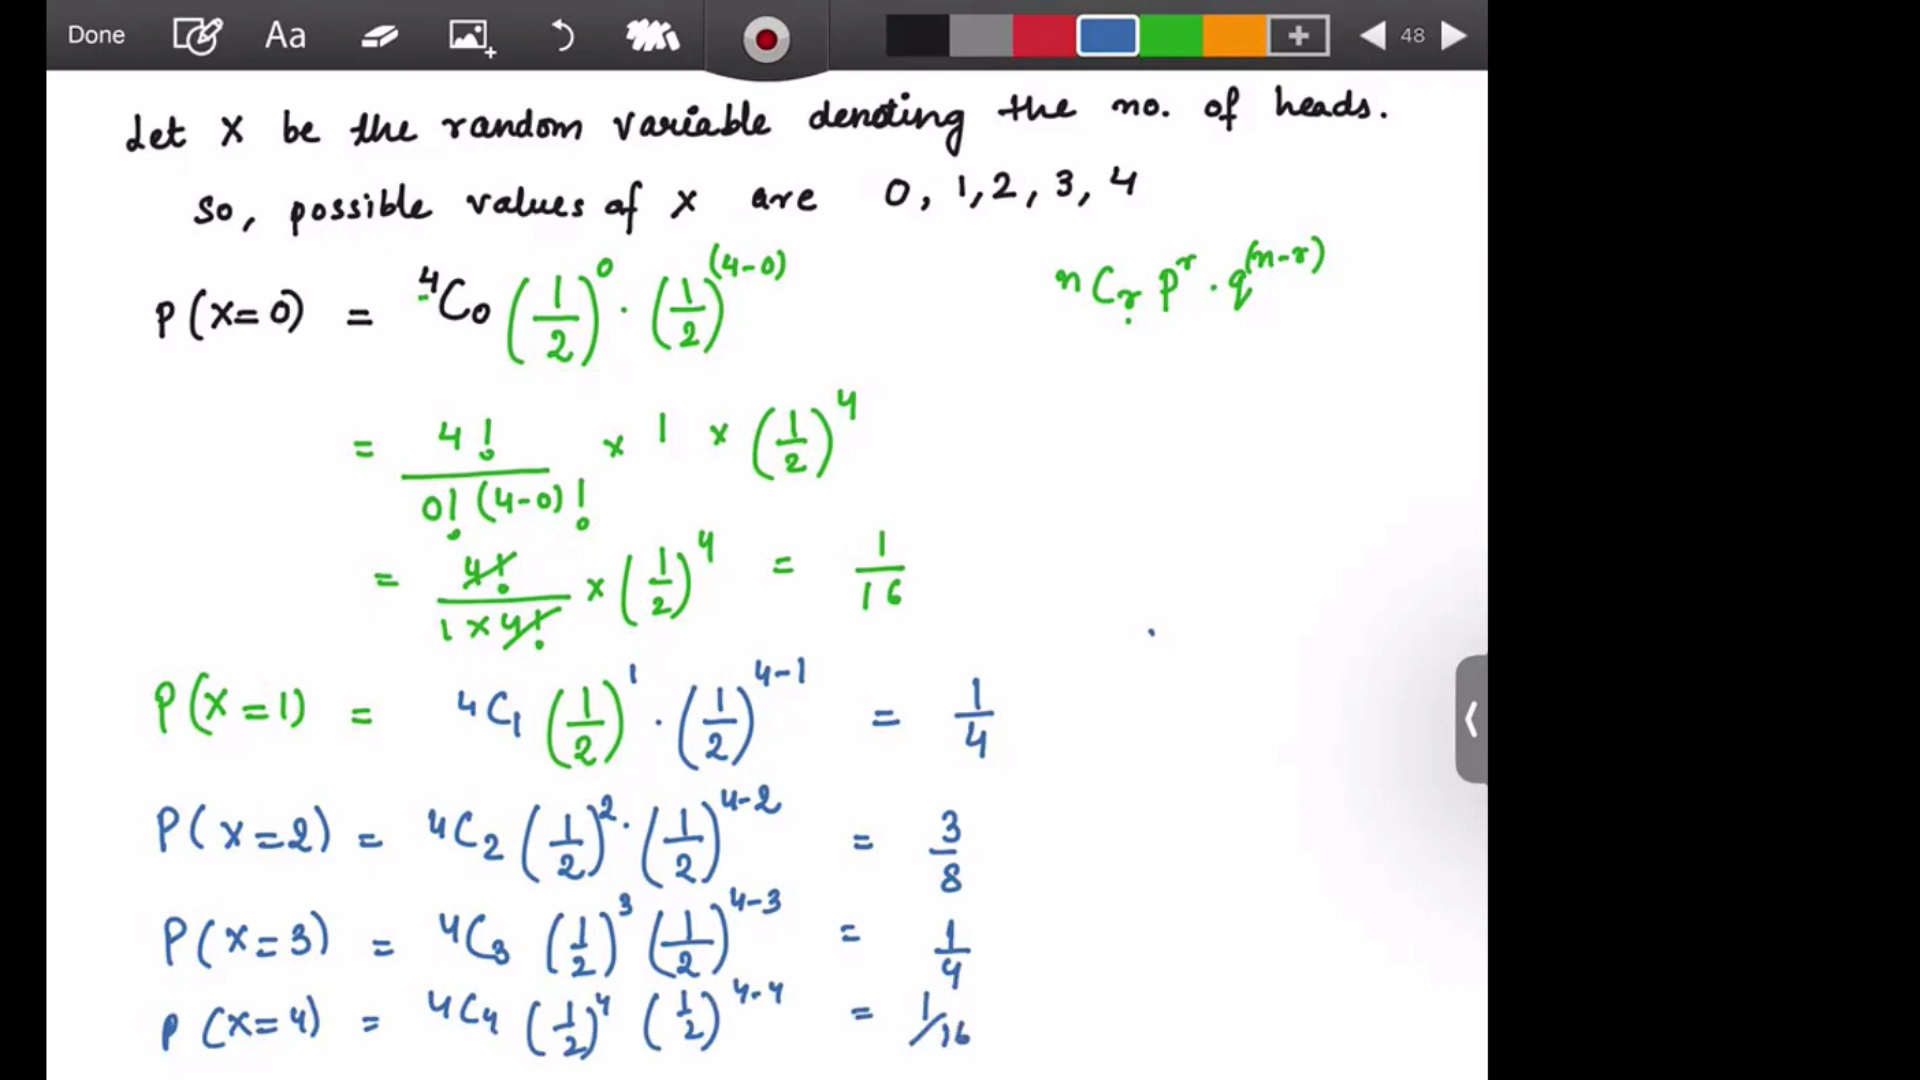 Done Aa 48
Let X be the random variable denoting the no. of heads.
So, possible values of X are 0, 1, 2, 3, 4
P(X=0) = ⁴C₀ (1/2)⁰ · (1/2)⁽⁴⁻⁰⁾ ⁿCᵣ pʳ · q⁽ⁿ⁻ʳ⁾
= 4!/(0! (4-0)!) × 1 × (1/2)⁴
= 4!/(1×4!) × (1/2)⁴ = 1/16
P(X=1) = 4C₁ (1/2)¹ · (1/2)⁴⁻¹ = 1/4
P(X=2) = 4C₂ (1/2)² · (1/2)⁴⁻² = 3/8
P(X=3) = 4C₃ (1/2)³ (1/2)⁴⁻³ = 1/4
P(X=4) = 4C₄ (1/2)⁴ (1/2)⁴⁻⁴ = 1/16